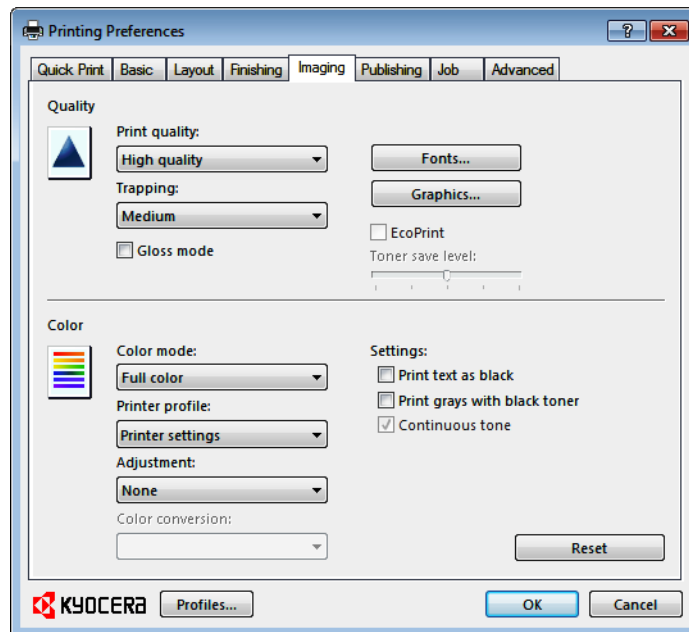 Printing Preferences
Quick Print Basic Layout Finishing Imaging Publishing Job Advanced
Quality
Print quality:
High quality
Fonts...
Trapping:
Graphics...
Medium
EcoPrint
Gloss mode
Toner save level:
Color
Color mode:
Settings:
Full color
Print text as black
Printer profile:
Print grays with black toner
Printer settings
Continuous tone
Adjustment:
None
Color conversion:
Reset
KYOCERA Profiles... OK Cancel